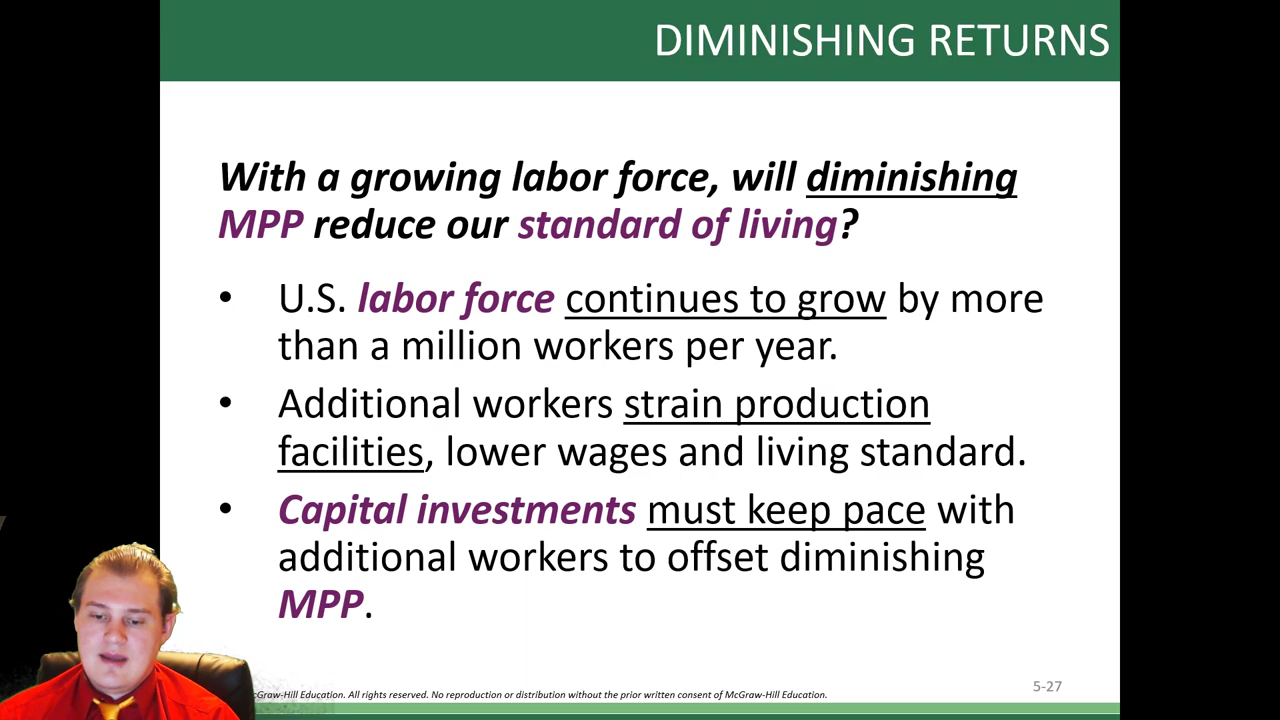 DIMINISHING RETURNS
With a growing labor force, will diminishing
MPP reduce our standard of living?
• U.S. labor force continues to grow by more
than a million workers per year.
• Additional workers strain production
facilities, lower wages and living standard.
• Capital investments must keep pace with
additional workers to offset diminishing
MPP.
cGraw-Hill Education. All rights reserved. No reproduction or distribution without the prior written consent of McGraw-Hill Education.
5-27